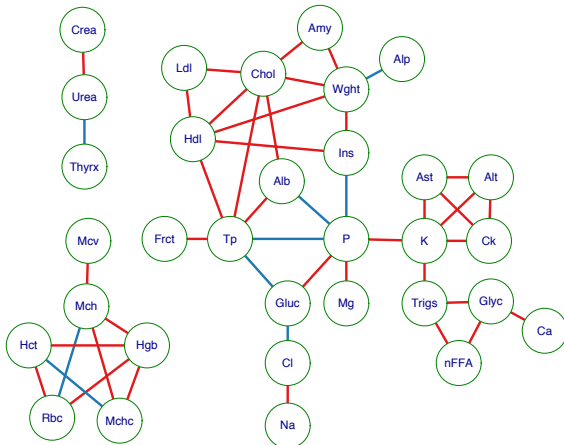 Crea
Amy
Alp
Ldl
Chol
Wght
Urea
Hdl
Ins
Thyrx
Alb
Ast
Alt
Mcv
Frct
Tp
P
K
Ck
Mch
Gluc
Mg
Trigs
Glyc
Ca
Hct
Hgb
Cl
nFFA
Rbc
Mchc
Na